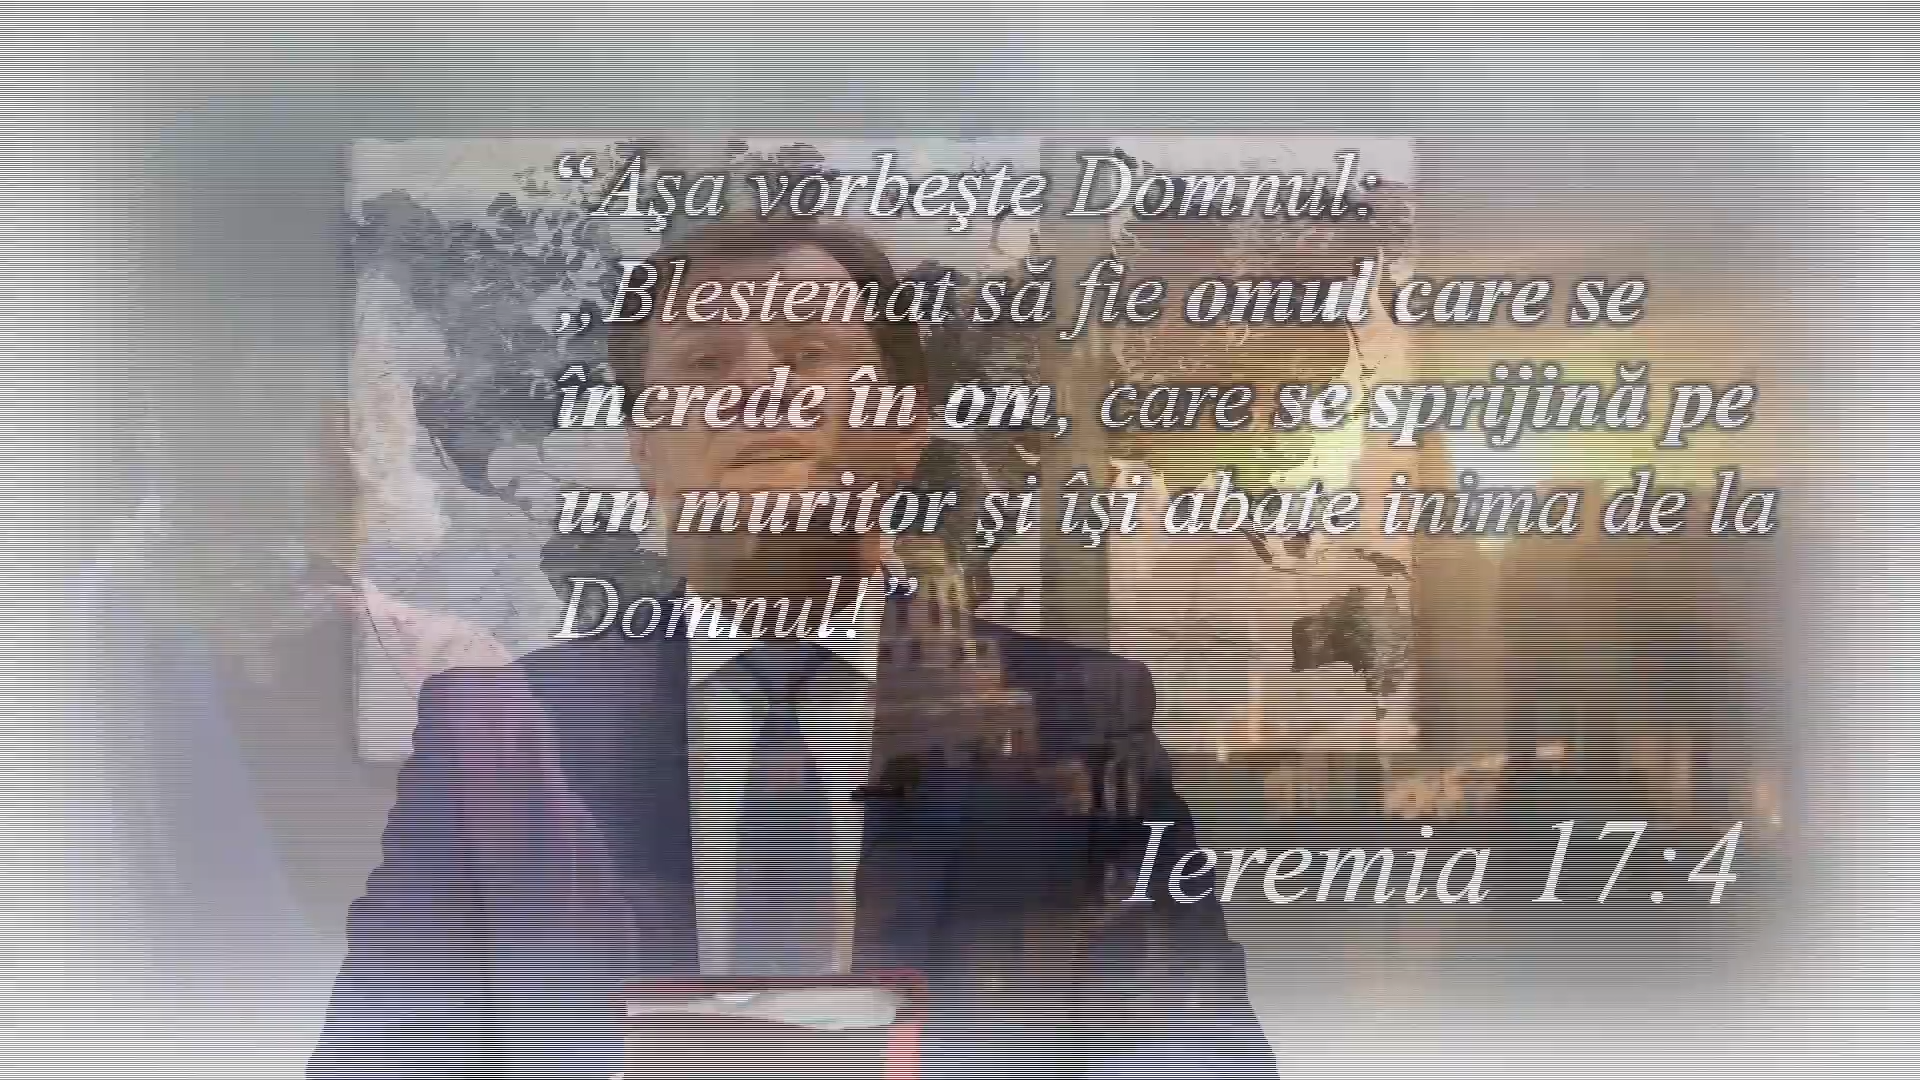 “Aşa vorbeşte Domnul:
„Blestemat să fie omul care se
încrede în om, care se sprijină pe
un muritor şi îşi abate inima de la
Domnul!”
Ieremia 17:4